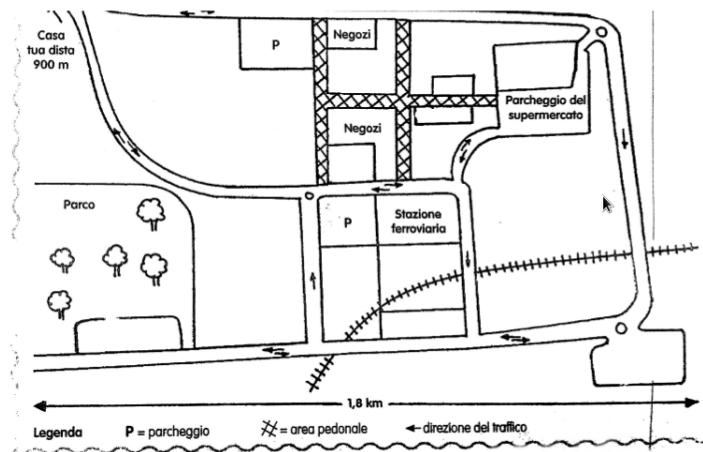 Casa
tua dista
900 m
P
Negozi
Negozi
Parcheggio del
supermercato
Parco
P
Stazione
ferroviaria
1,8 km
Legenda P = parcheggio = area pedonale = direzione del traffico